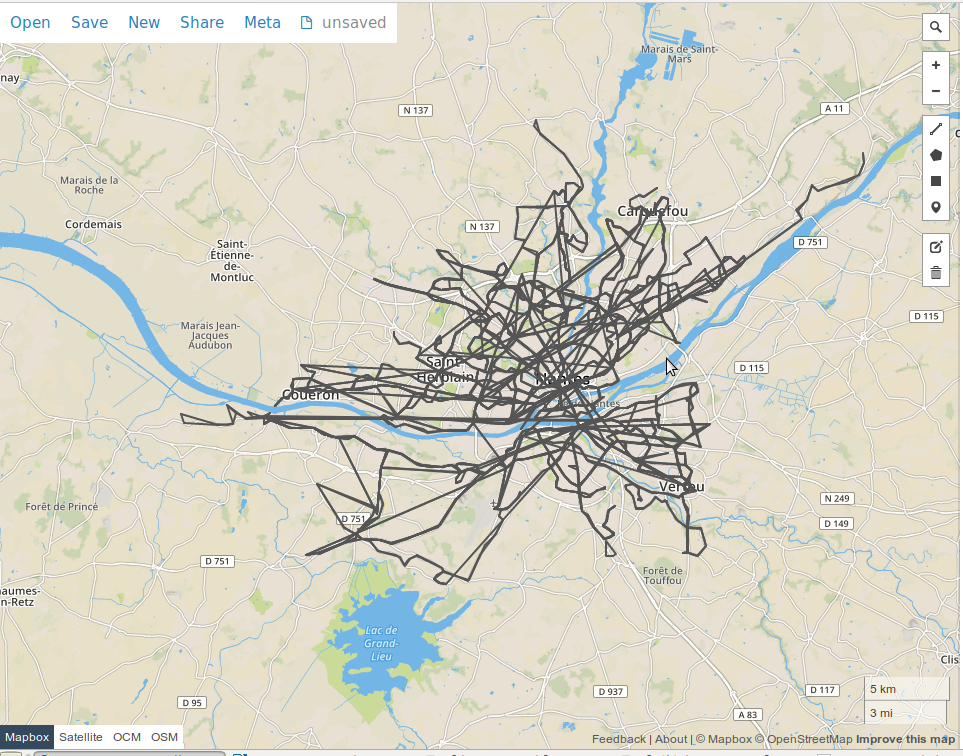 Open Save New Share Meta unsaved
Marais de Saint-
Mars
N 137
A 11
Marais de la
Roche
Carquefou
Cordemais
N 137
D 751
Saint-
Étienne-
de-
Montluc
D 115
Marais Jean-
Jacques
Audubon
Saint-
Herblain
D 115
Nantes
Couëron
Vertou
N 249
Forêt de Princé
D 751
D 149
D 751
Forêt de
Touffou
Lac de
Grand-
Lieu
5 km
D 937
D 117
D 95
3 mi
A 83
Mapbox Satellite OCM OSM
Feedback | About | © Mapbox © OpenStreetMap Improve this map